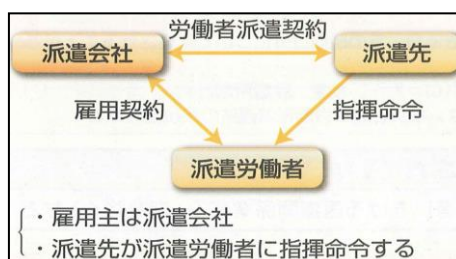 労働者派遣契約
派遣会社
派遣先
雇用契約
指揮命令
派遣労働者
・雇用主は派遣会社
・派遣先が派遣労働者に指揮命令する